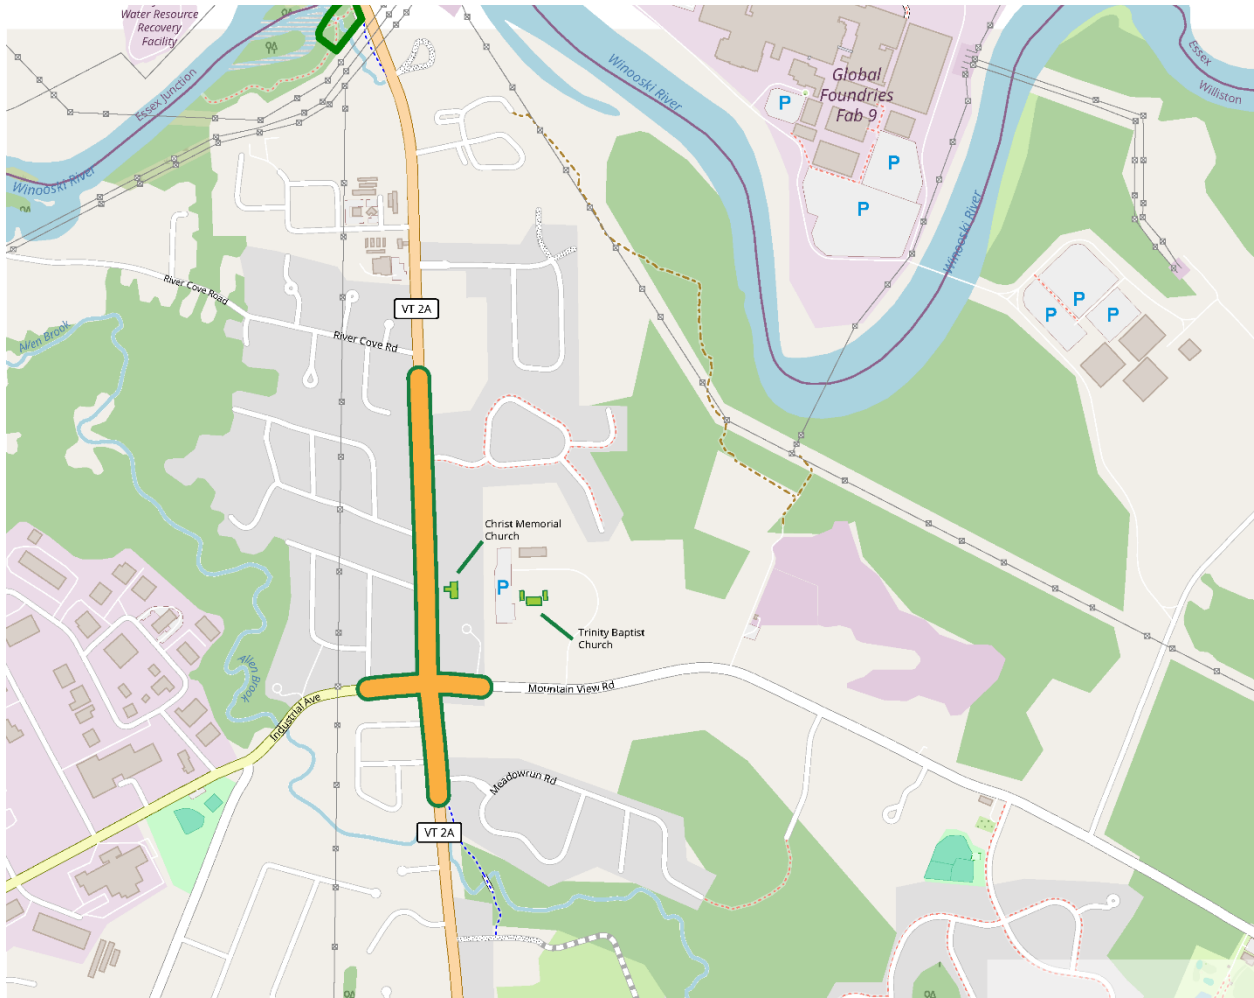 Water Resource
Recovery
Facility
Essex Junction
Winooski River
Global
Foundries
Fab 9
P
P
P
Essex
Williston
Winooski River
Winooski River
River Cove Road
Allen Brook
VT 2A
River Cove Rd
P
P
P
Christ Memorial
Church
P
Trinity Baptist
Church
Allen Brook
Mountain View Rd
Industrial Ave
Meadowrun Rd
VT 2A